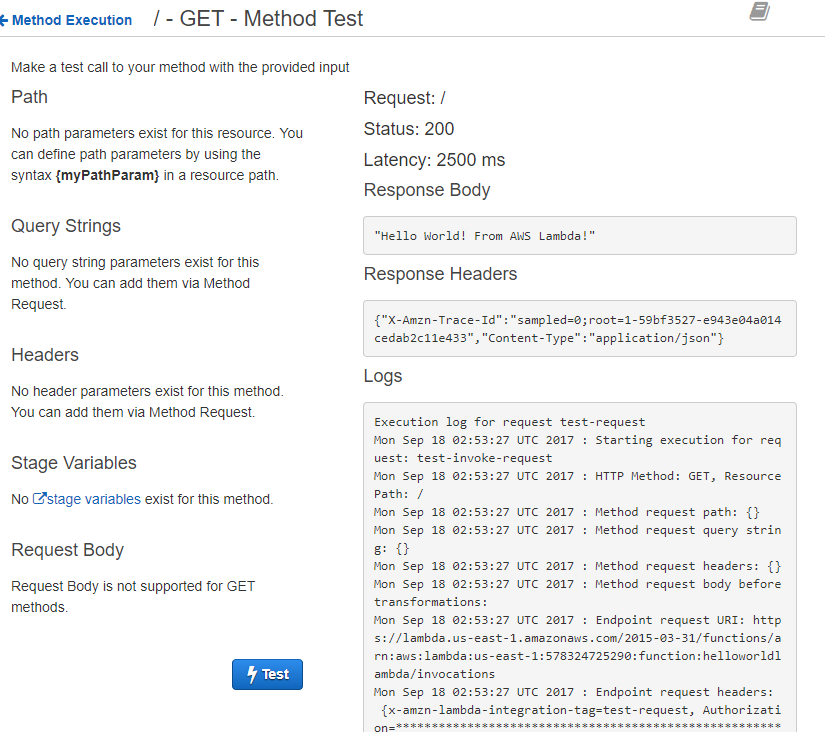 Method Execution / - GET - Method Test
Make a test call to your method with the provided input
Path
No path parameters exist for this resource. You
can define path parameters by using the
syntax {myPathParam} in a resource path.
Query Strings
No query string parameters exist for this
method. You can add them via Method
Request.
Headers
No header parameters exist for this method.
You can add them via Method Request.
Stage Variables
No stage variables exist for this method.
Request Body
Request Body is not supported for GET
methods.
Test
Request: /
Status: 200
Latency: 2500 ms
Response Body
"Hello World! From AWS Lambda!"
Response Headers
{"X-Amzn-Trace-Id":"sampled=0;root=1-59bf3527-e943e04a014
cedab2c11e433","Content-Type":"application/json"}
Logs
Execution log for request test-request
Mon Sep 18 02:53:27 UTC 2017 : Starting execution for req
uest: test-invoke-request
Mon Sep 18 02:53:27 UTC 2017 : HTTP Method: GET, Resource
Path: /
Mon Sep 18 02:53:27 UTC 2017 : Method request path: {}
Mon Sep 18 02:53:27 UTC 2017 : Method request query strin
g: {}
Mon Sep 18 02:53:27 UTC 2017 : Method request headers: {}
Mon Sep 18 02:53:27 UTC 2017 : Method request body before
transformations:
Mon Sep 18 02:53:27 UTC 2017 : Endpoint request URI: http
s://lambda.us-east-1.amazonaws.com/2015-03-31/functions/a
rn:aws:lambda:us-east-1:578324725290:function:helloworldl
ambda/invocations
Mon Sep 18 02:53:27 UTC 2017 : Endpoint request headers:
{x-amzn-lambda-integration-tag=test-request, Authorizati
on=******************************************************